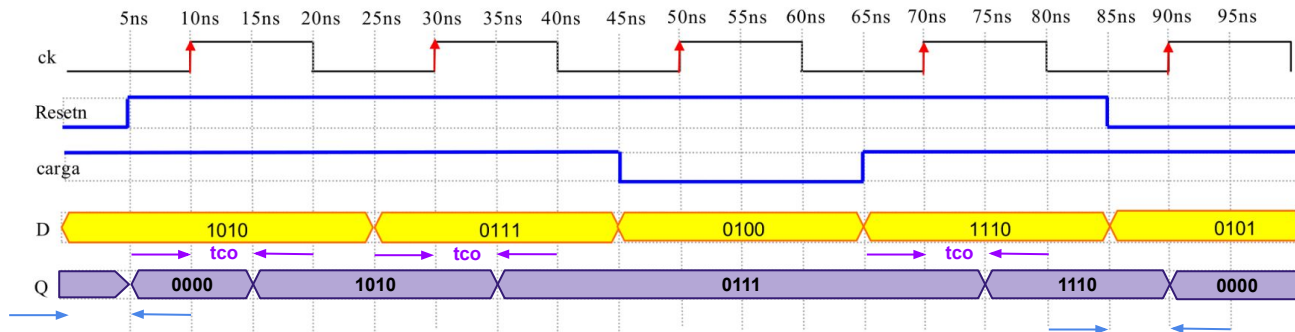 5ns 10ns 15ns 20ns 25ns 30ns 35ns 40ns 45ns 50ns 55ns 60ns 65ns 70ns 75ns 80ns 85ns 90ns 95ns
ck
Resetn
carga
D 1010 0111 0100 1110 0101
tco tco tco
Q 0000 1010 0111 1110 0000